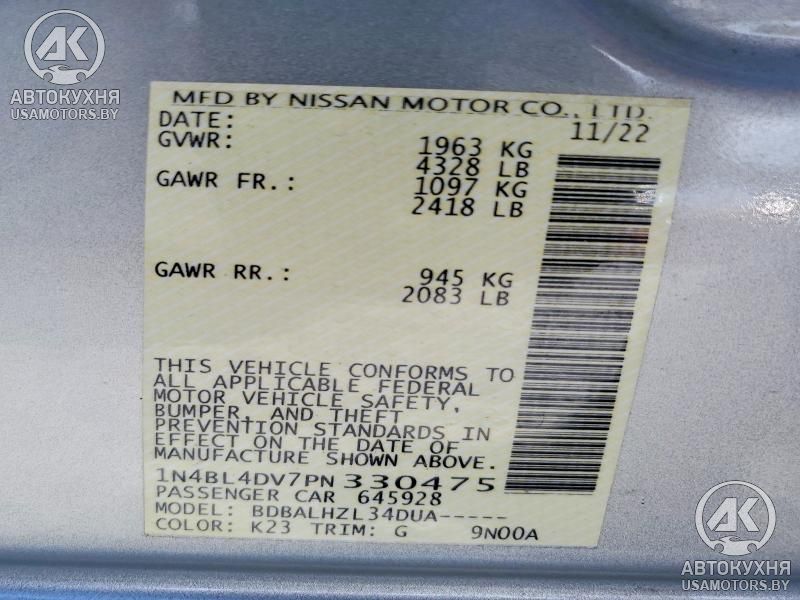 AK
АВТОКУХНЯ
USAMOTORS.BY
MFD BY NISSAN MOTOR CO., LTD.
DATE: 11/22
GVWR: 1963 KG
4328 LB
GAWR FR.: 1097 KG
2418 LB
GAWR RR.: 945 KG
2083 LB
THIS VEHICLE CONFORMS TO
ALL APPLICABLE FEDERAL
MOTOR VEHICLE SAFETY,
BUMPER, AND THEFT
PREVENTION STANDARDS IN
EFFECT ON THE DATE OF
MANUFACTURE SHOWN ABOVE.
1N4BL4DV7PN330475
PASSENGER CAR 645928
MODEL: BDBALHZL34DUA-----
COLOR: K23 TRIM: G 9N00A
AK
АВТОКУХНЯ
USAMOTORS.BY